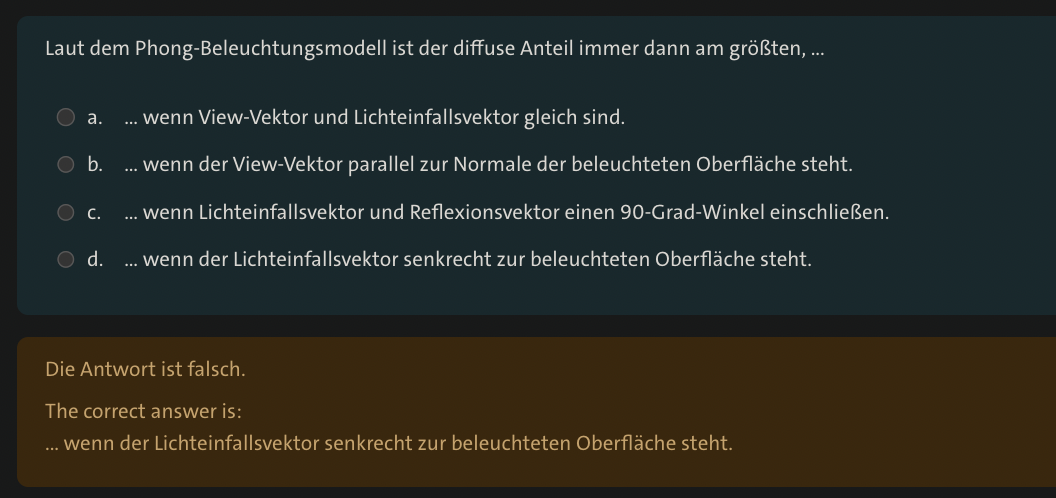 Laut dem Phong-Beleuchtungsmodell ist der diffuse Anteil immer dann am größten, ...
a. ... wenn View-Vektor und Lichteinfallsvektor gleich sind.
b. ... wenn der View-Vektor parallel zur Normale der beleuchteten Oberfläche steht.
c. ... wenn Lichteinfallsvektor und Reflexionsvektor einen 90-Grad-Winkel einschließen.
d. ... wenn der Lichteinfallsvektor senkrecht zur beleuchteten Oberfläche steht.
Die Antwort ist falsch.
The correct answer is:
... wenn der Lichteinfallsvektor senkrecht zur beleuchteten Oberfläche steht.